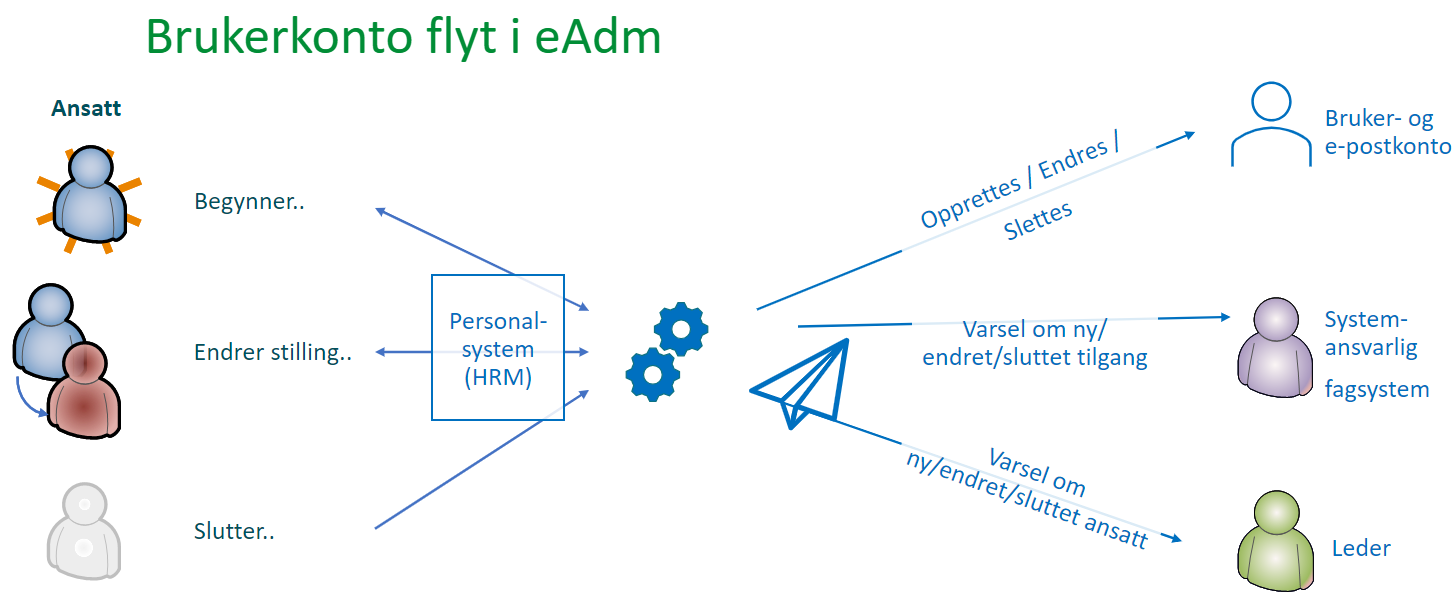 Brukerkonto flyt i eAdm
Ansatt
Begynner..
Endrer stilling..
Slutter..
Personal-
system
(HRM)
Opprettes / Endres /
Slettes
Bruker- og
e-postkonto
Varsel om ny/
endret/sluttet tilgang
System-
ansvarlig
fagsystem
Varsel om
ny/endret/sluttet ansatt
Leder